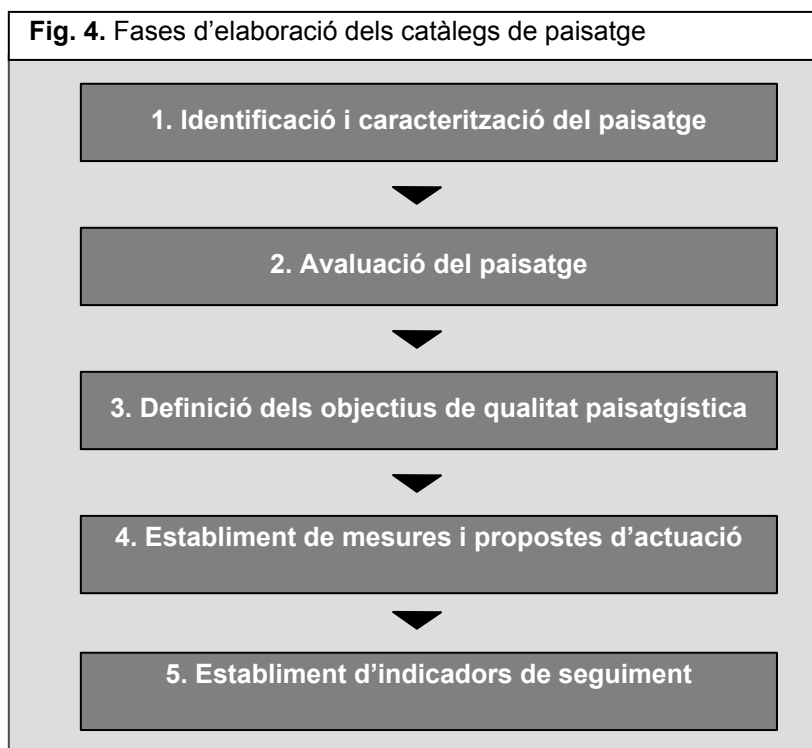 Fig. 4. Fases d’elaboració dels catàlegs de paisatge
1. Identificació i caracterització del paisatge
2. Avaluació del paisatge
3. Definició dels objectius de qualitat paisatgística
4. Establiment de mesures i propostes d’actuació
5. Establiment d’indicadors de seguiment